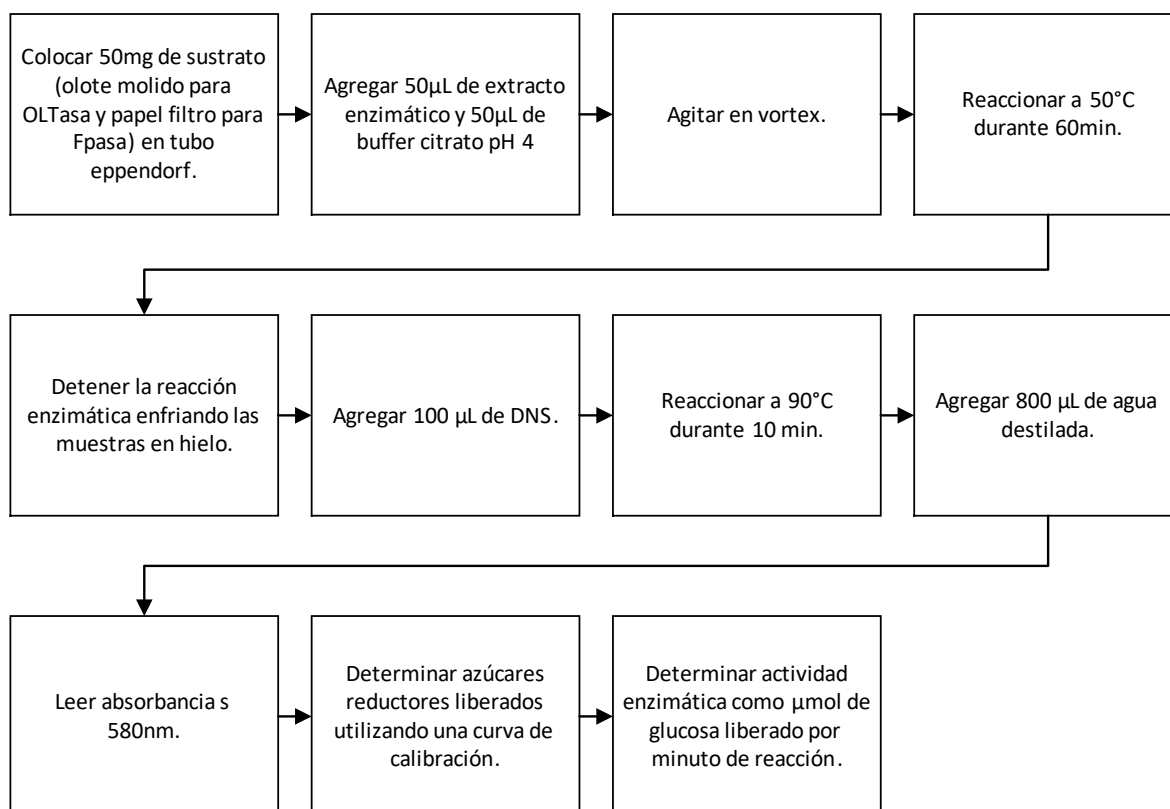 Colocar 50mg de sustrato
(olote molido para
OLTasa y papel filtro para
Fpasa) en tubo
eppendorf.
Agregar 50µL de extracto
enzimático y 50µL de
buffer citrato pH 4
Agitar en vortex.
Reaccionar a 50°C
durante 60min.
Detener la reacción
enzimática enfriando las
muestras en hielo.
Agregar 100 µL de DNS.
Reaccionar a 90°C
durante 10 min.
Agregar 800 µL de agua
destilada.
Leer absorbancia s
580nm.
Determinar azúcares
reductores liberados
utilizando una curva de
calibración.
Determinar actividad
enzimática como µmol de
glucosa liberado por
minuto de reacción.